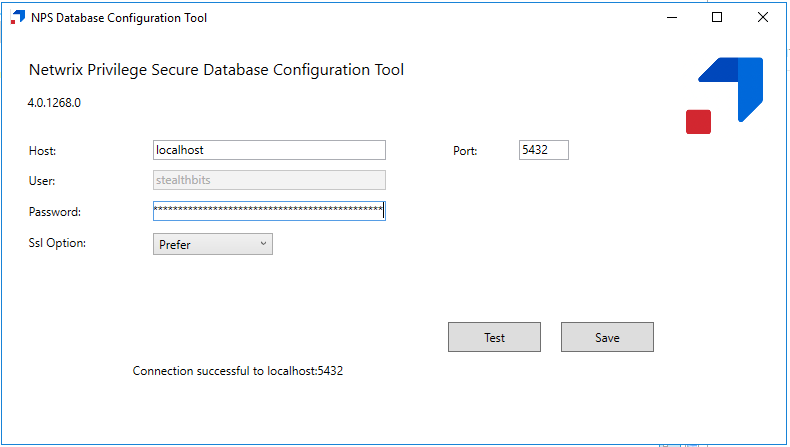 NPS Database Configuration Tool
Netwrix Privilege Secure Database Configuration Tool
4.0.1268.0
Host: localhost Port: 5432
User: stealthbits
Password: **********************************************
Ssl Option: Prefer
Test Save
Connection successful to localhost:5432